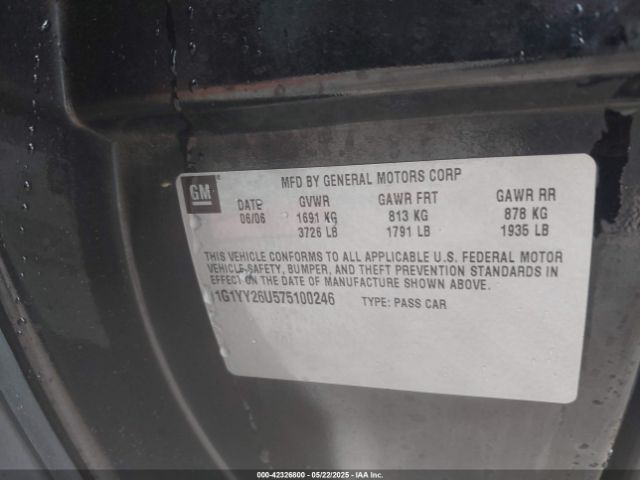 GM
MFD BY GENERAL MOTORS CORP
DATE GVWR GAWR FRT GAWR RR
06/06 1691 KG 813 KG 878 KG
3726 LB 1791 LB 1935 LB
THIS VEHICLE CONFORMS TO ALL APPLICABLE U.S. FEDERAL MOTOR
VEHICLE SAFETY, BUMPER, AND THEFT PREVENTION STANDARDS IN
EFFECT ON THE DATE OF MANUFACTURE SHOWN ABOVE.
1G1YY26U575100246 TYPE: PASS CAR
000-42326800 - 05/22/2025 - IAA Inc.